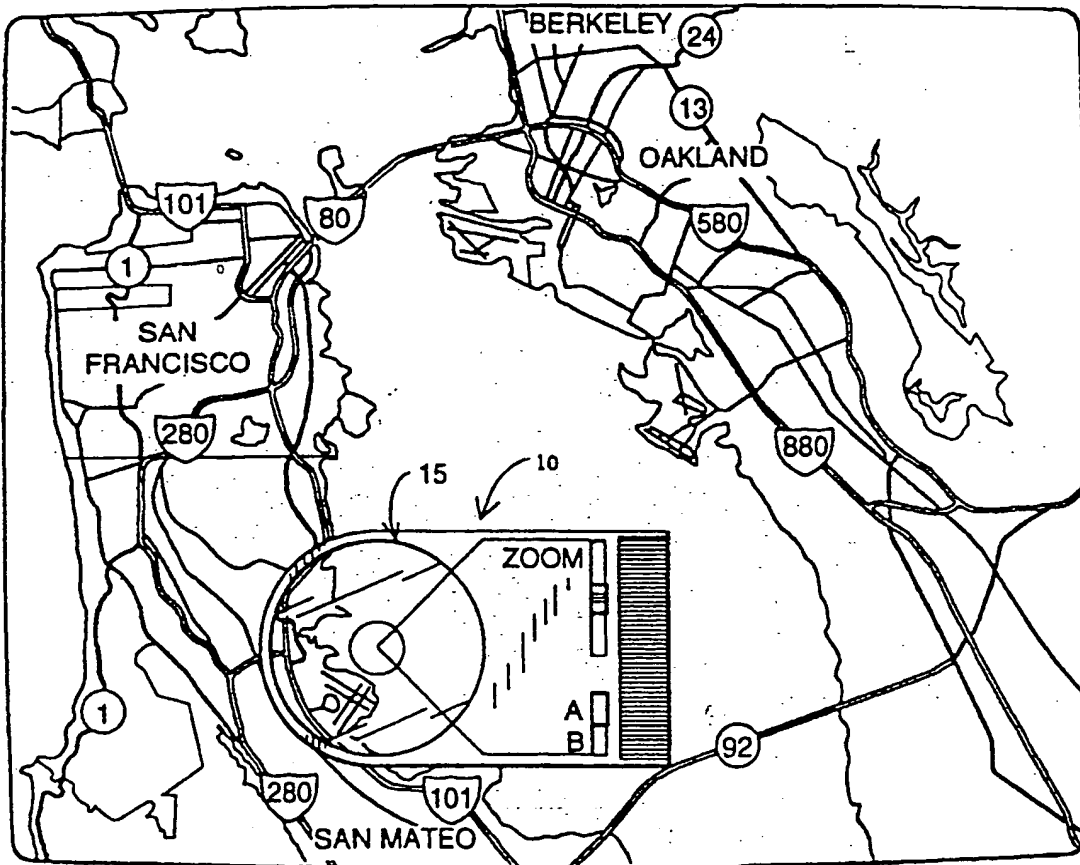 BERKELEY
24
13
OAKLAND
101
80
580
1
SAN
FRANCISCO
280
880
15
10
ZOOM
A
B
1
92
280
101
SAN MATEO